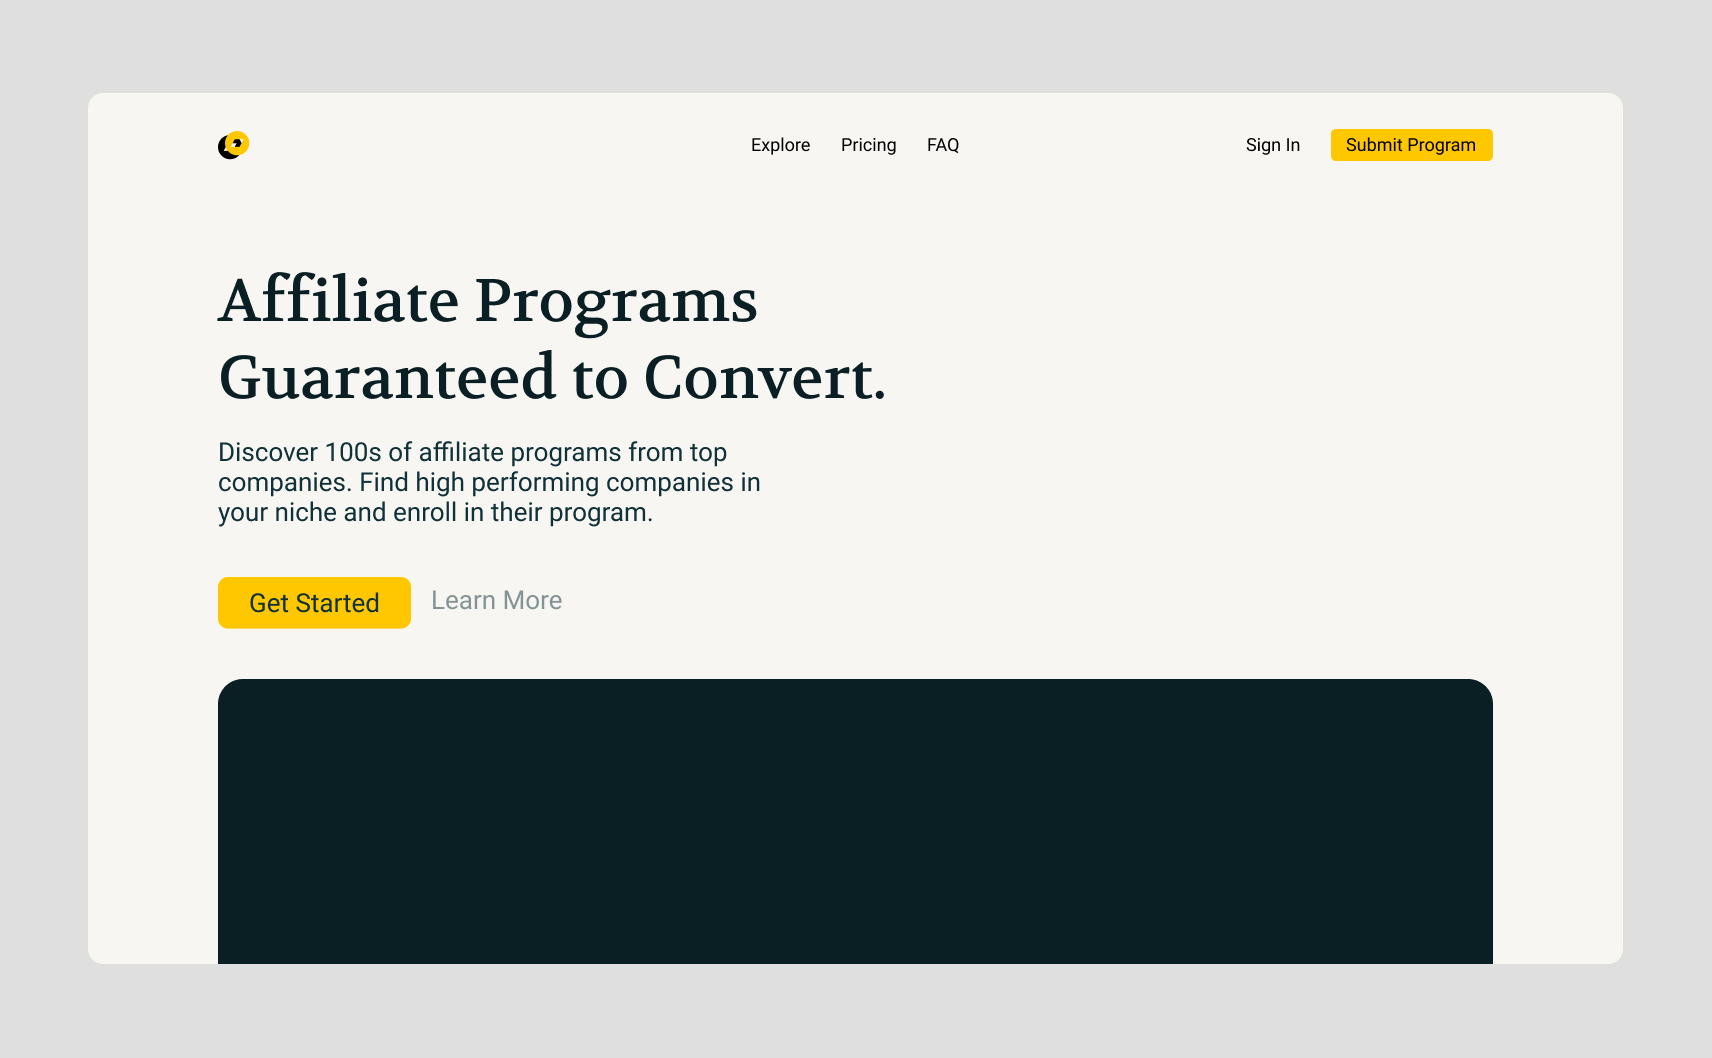 Explore Pricing FAQ Sign In Submit Program
Affiliate Programs
Guaranteed to Convert.
Discover 100s of affiliate programs from top
companies. Find high performing companies in
your niche and enroll in their program.
Get Started Learn More